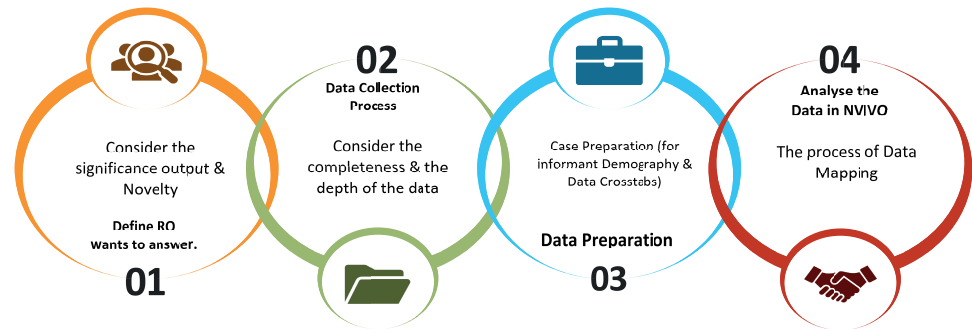 Consider the
significance output &
Novelty
Define RO
Wants to answer.
01
02
Data Collection
Process
Consider the
completeness & the
depth of the data
Case Preparation (for
informant Demography &
Data Crosstabs)
Data Preparation
03
04
Analyse the
Data in NVIVO
The process of Data
Mapping